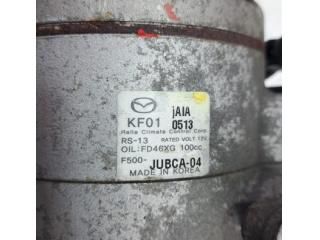 KF01 jAIA
0513
Halla Climate Control Corp.
RS-13 RATED VOLT. 12V
OIL:FD46XG 100cc
F500-JUBCA-04
MADE IN KOREA